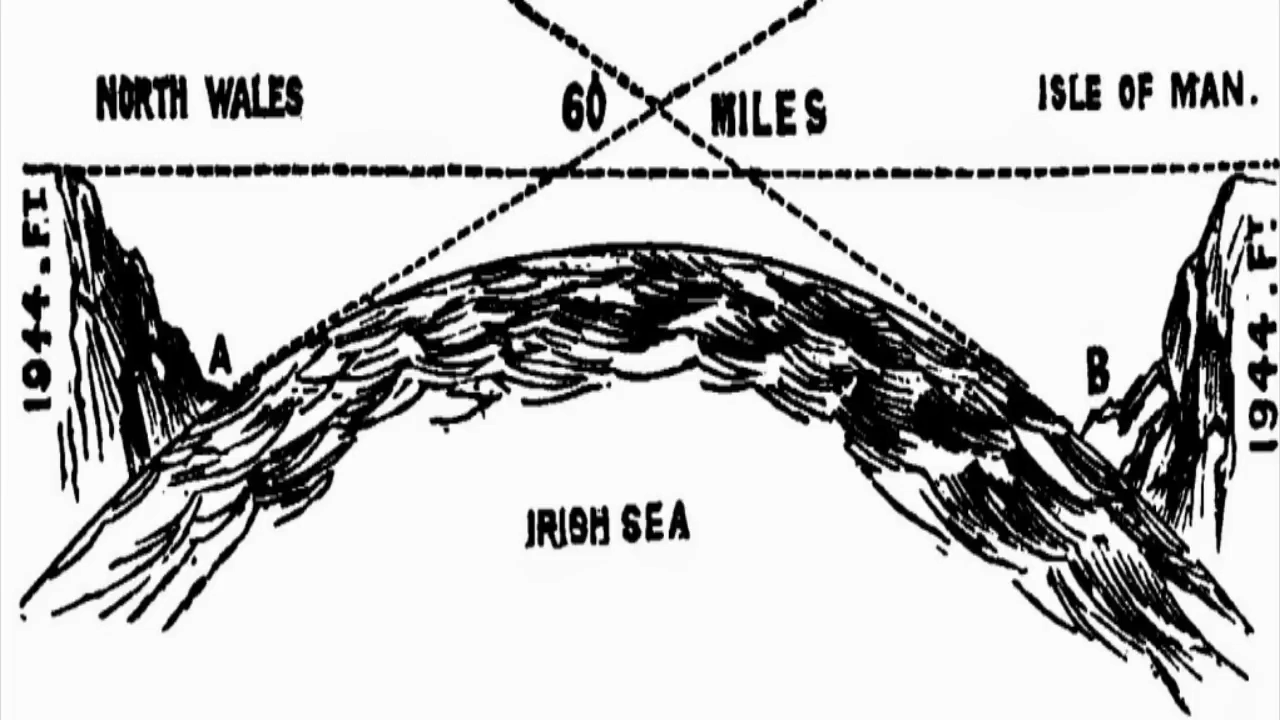 NORTH WALES
60 MILES
ISLE OF MAN.
1944.FT
1944.FT
A
B
IRISH SEA